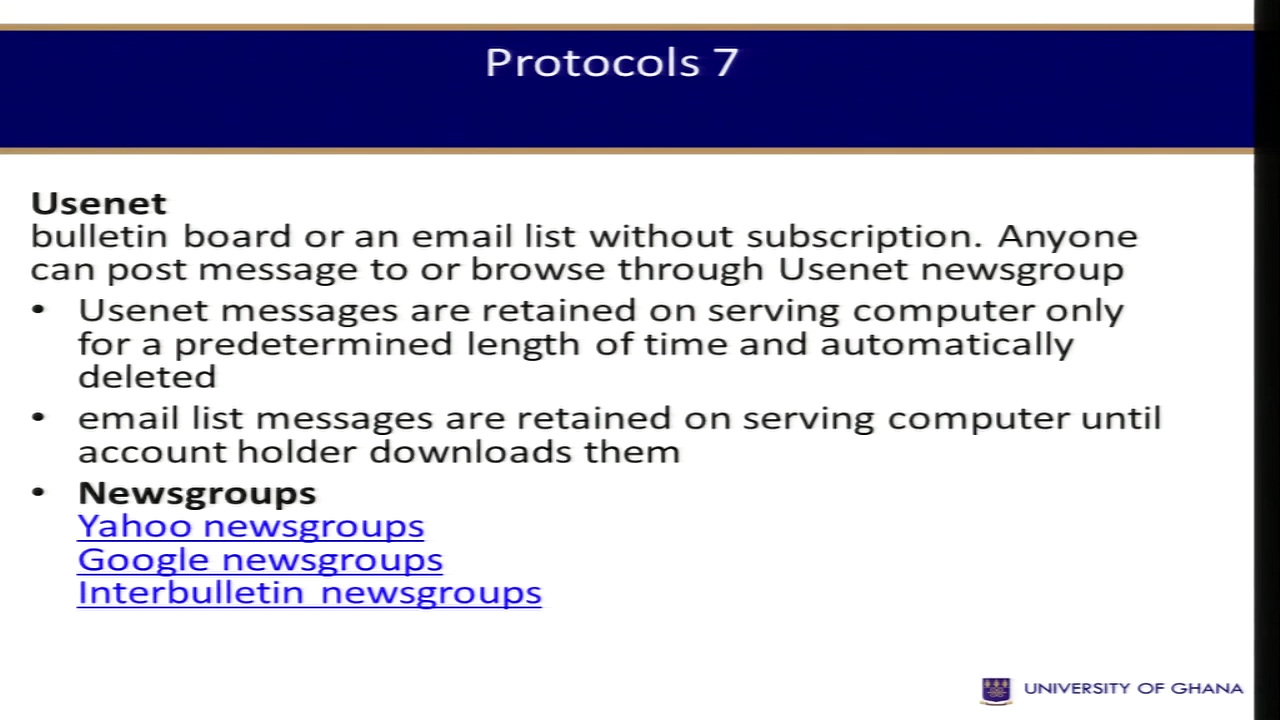 Protocols 7
Usenet
bulletin board or an email list without subscription. Anyone
can post message to or browse through Usenet newsgroup
• Usenet messages are retained on serving computer only
for a predetermined length of time and automatically
deleted
• email list messages are retained on serving computer until
account holder downloads them
• Newsgroups
Yahoo newsgroups
Google newsgroups
Interbulletin newsgroups
UNIVERSITY OF GHANA